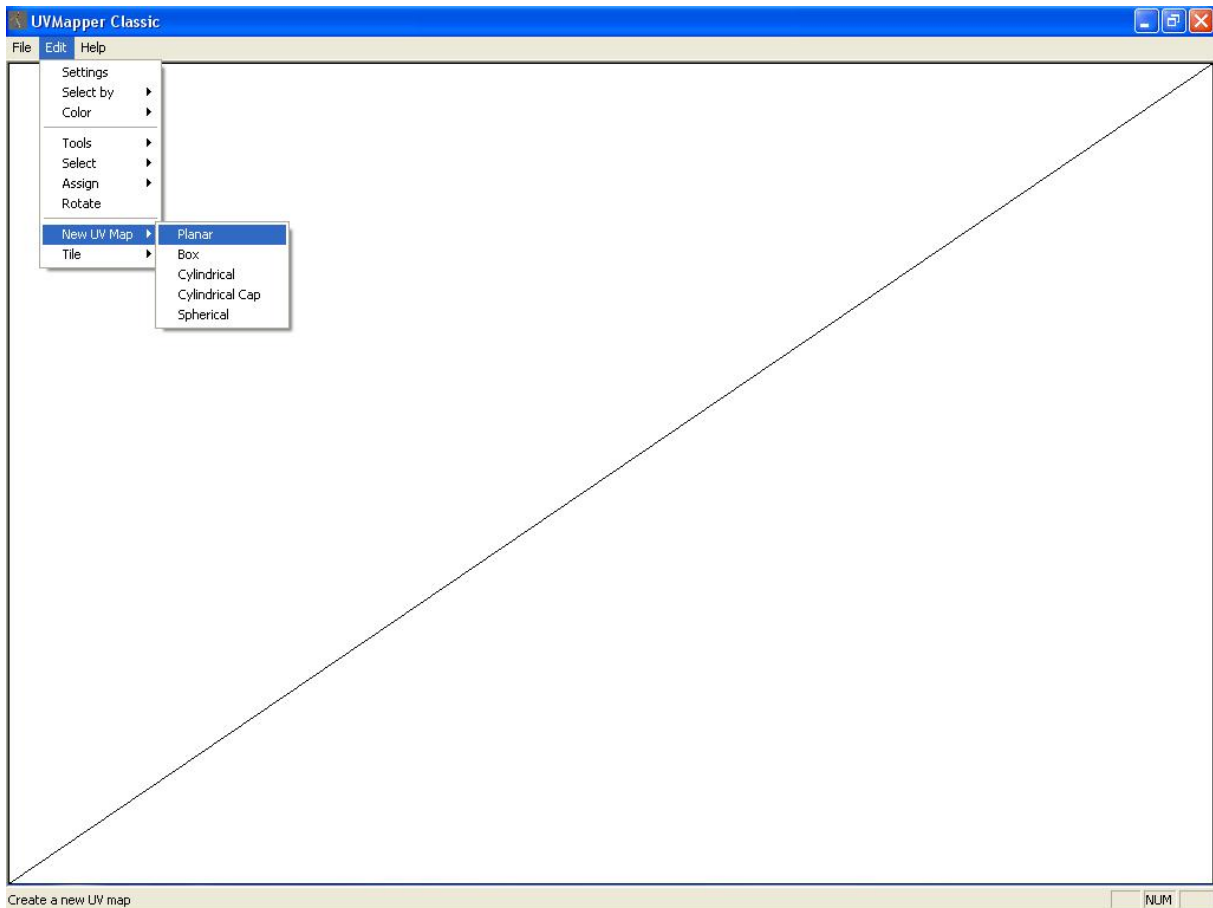 UVMapper Classic
File Edit Help
Settings
Select by
Color
Tools
Select
Assign
Rotate
New UV Map
Tile
Planar
Box
Cylindrical
Cylindrical Cap
Spherical
Create a new UV map
NUM